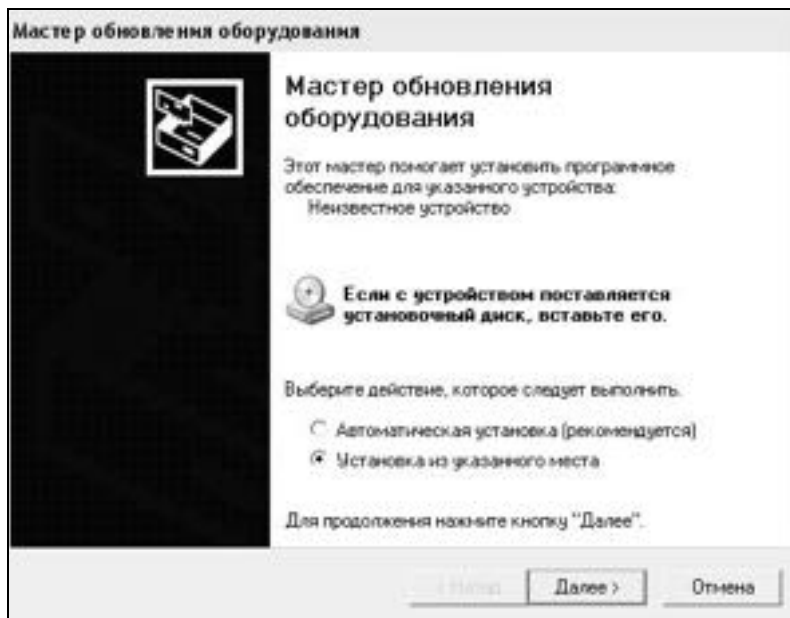 Мастер обновления оборудования
Мастер обновления
оборудования
Этот мастер помогает установить программное
обеспечение для указанного устройства:
Неизвестное устройство
Если с устройством поставляется
установочный диск, вставьте его.
Выберите действие, которое следует выполнить.
Автоматическая установка (рекомендуется)
Установка из указанного места
Для продолжения нажмите кнопку "Далее".
< Назад Далее > Отмена